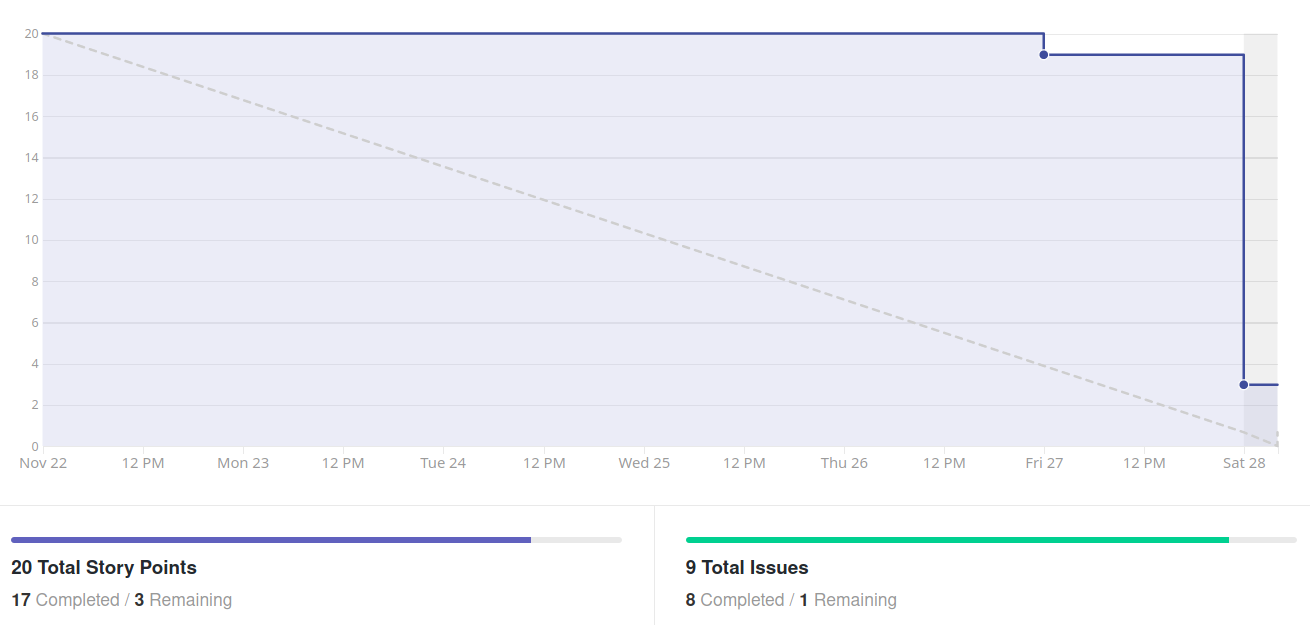 20
18
16
14
12
10
8
6
4
2
0
Nov 22 12 PM Mon 23 12 PM Tue 24 12 PM Wed 25 12 PM Thu 26 12 PM Fri 27 12 PM Sat 28
20 Total Story Points
17 Completed / 3 Remaining
9 Total Issues
8 Completed / 1 Remaining